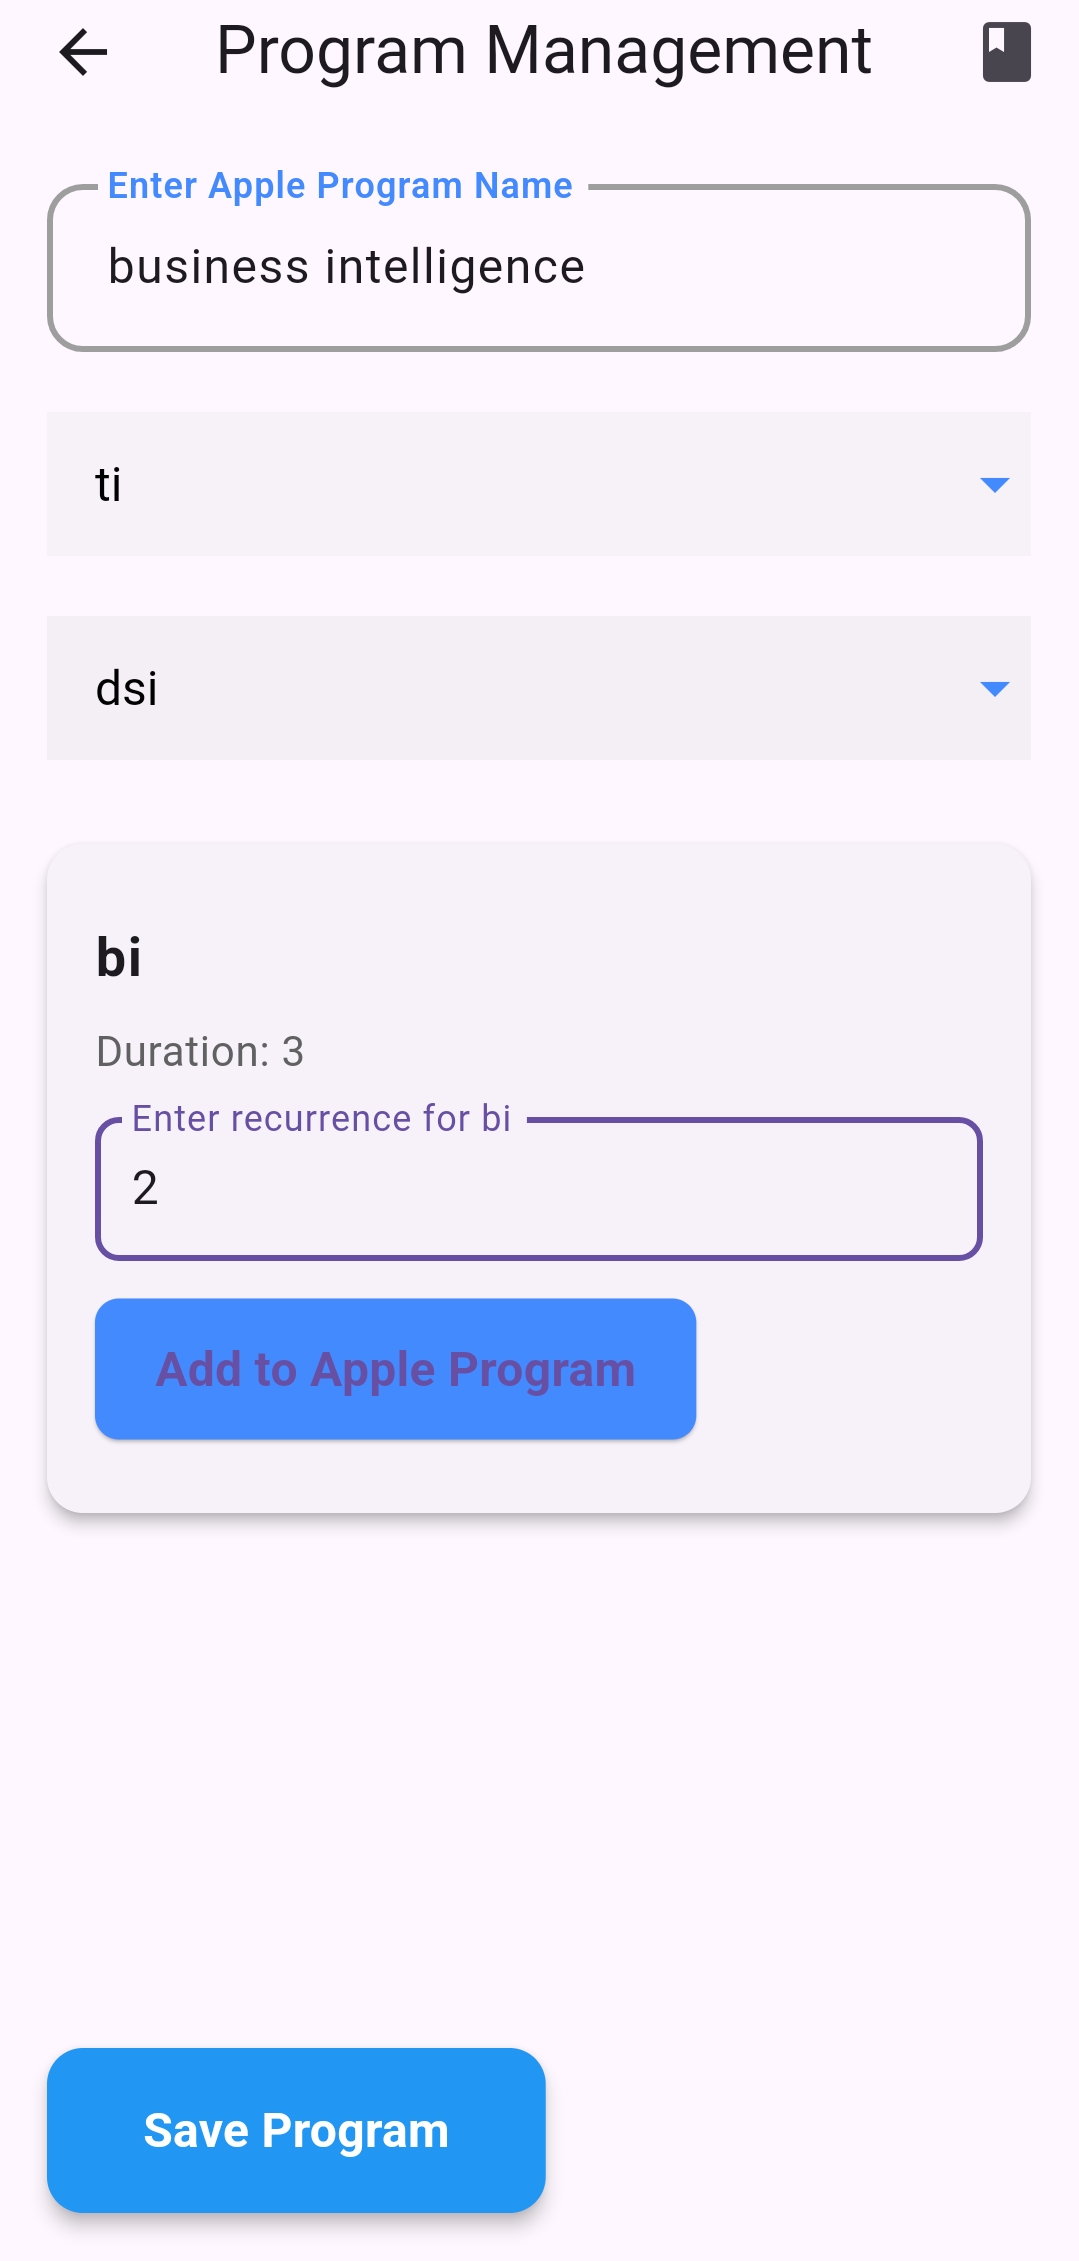 Program Management
Enter Apple Program Name
business intelligence
ti
dsi
bi
Duration: 3
Enter recurrence for bi
2
Add to Apple Program
Save Program